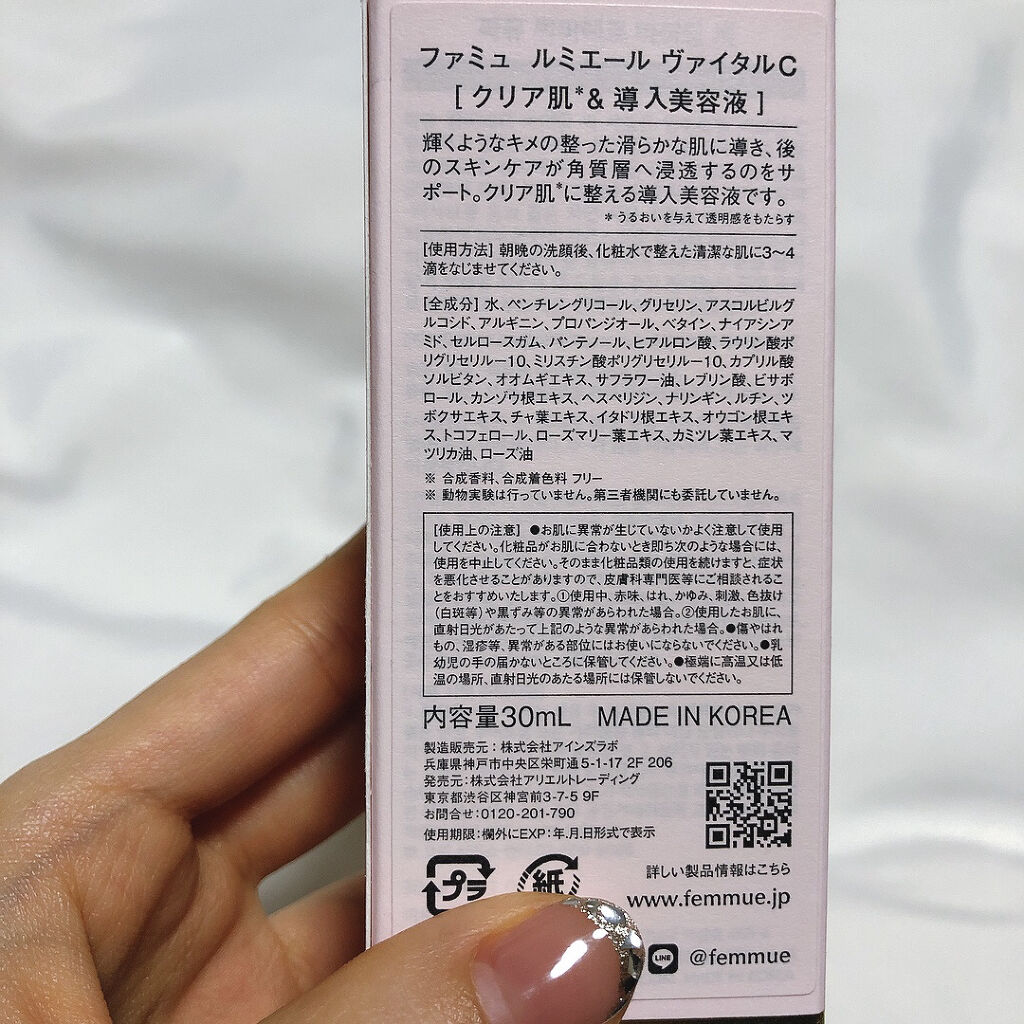 ファミュ ルミエール ヴァイタルC
[ クリア肌*& 導入美容液 ]
輝くようなキメの整った滑らかな肌に導き、後
のスキンケアが角質層へ浸透するのをサ
ポート。クリア肌*に整える導入美容液です。
* うるおいを与えて透明感をもたらす
[使用方法] 朝晩の洗顔後、化粧水で整えた清潔な肌に3〜4
滴をなじませてください。
[全成分] 水、ペンチレングリコール、グリセリン、アスコルビルグ
ルコシド、アルギニン、プロパンジオール、ベタイン、ナイアシンア
ミド、セルロースガム、パンテノール、ヒアルロン酸、ラウリン酸ポ
リグリセリル−10、ミリスチン酸ポリグリセリル−10、カプリル酸
ソルビタン、オオムギエキス、サフラワー油、レブリン酸、ビサボ
ロール、カンゾウ根エキス、ヘスペリジン、ナリンギン、ルチン、ツ
ボクサエキス、チャ葉エキス、イタドリ根エキス、オウゴン根エキ
ス、トコフェロール、ローズマリー葉エキス、カミツレ葉エキス、マ
ツリカ油、ローズ油
※ 合成香料、合成着色料 フリー
※ 動物実験は行っていません。第三者機関にも委託していません。
[使用上の注意] ●お肌に異常が生じていないかよく注意して使用
してください。化粧品がお肌に合わないとき即ち次のような場合には、
使用を中止してください。そのまま化粧品類の使用を続けますと、症状
を悪化させることがありますので、皮膚科専門医等にご相談されるこ
とをおすすめいたします。①使用中、赤味、はれ、かゆみ、刺激、色抜け
(白斑等)や黒ずみ等の異常があらわれた場合。②使用したお肌に、
直射日光があたって上記のような異常があらわれた場合。●傷やはれ
もの、湿疹等、異常がある部位にはお使いにならないでください。●乳
幼児の手の届かないところに保管してください。●極端に高温又は低
温の場所、直射日光のあたる場所には保管しないでください。
内容量30mL MADE IN KOREA
製造販売元：株式会社アインズラボ
兵庫県神戸市中央区栄町通5-1-17 2F 206
発売元：株式会社アリエルトレーディング
東京都渋谷区神宮前3-7-5 9F
お問合せ：0120-201-790
使用期限：欄外にEXP：年.月.日形式で表示
プラ 紙
詳しい製品情報はこちら
www.femmue.jp
LINE @femmue